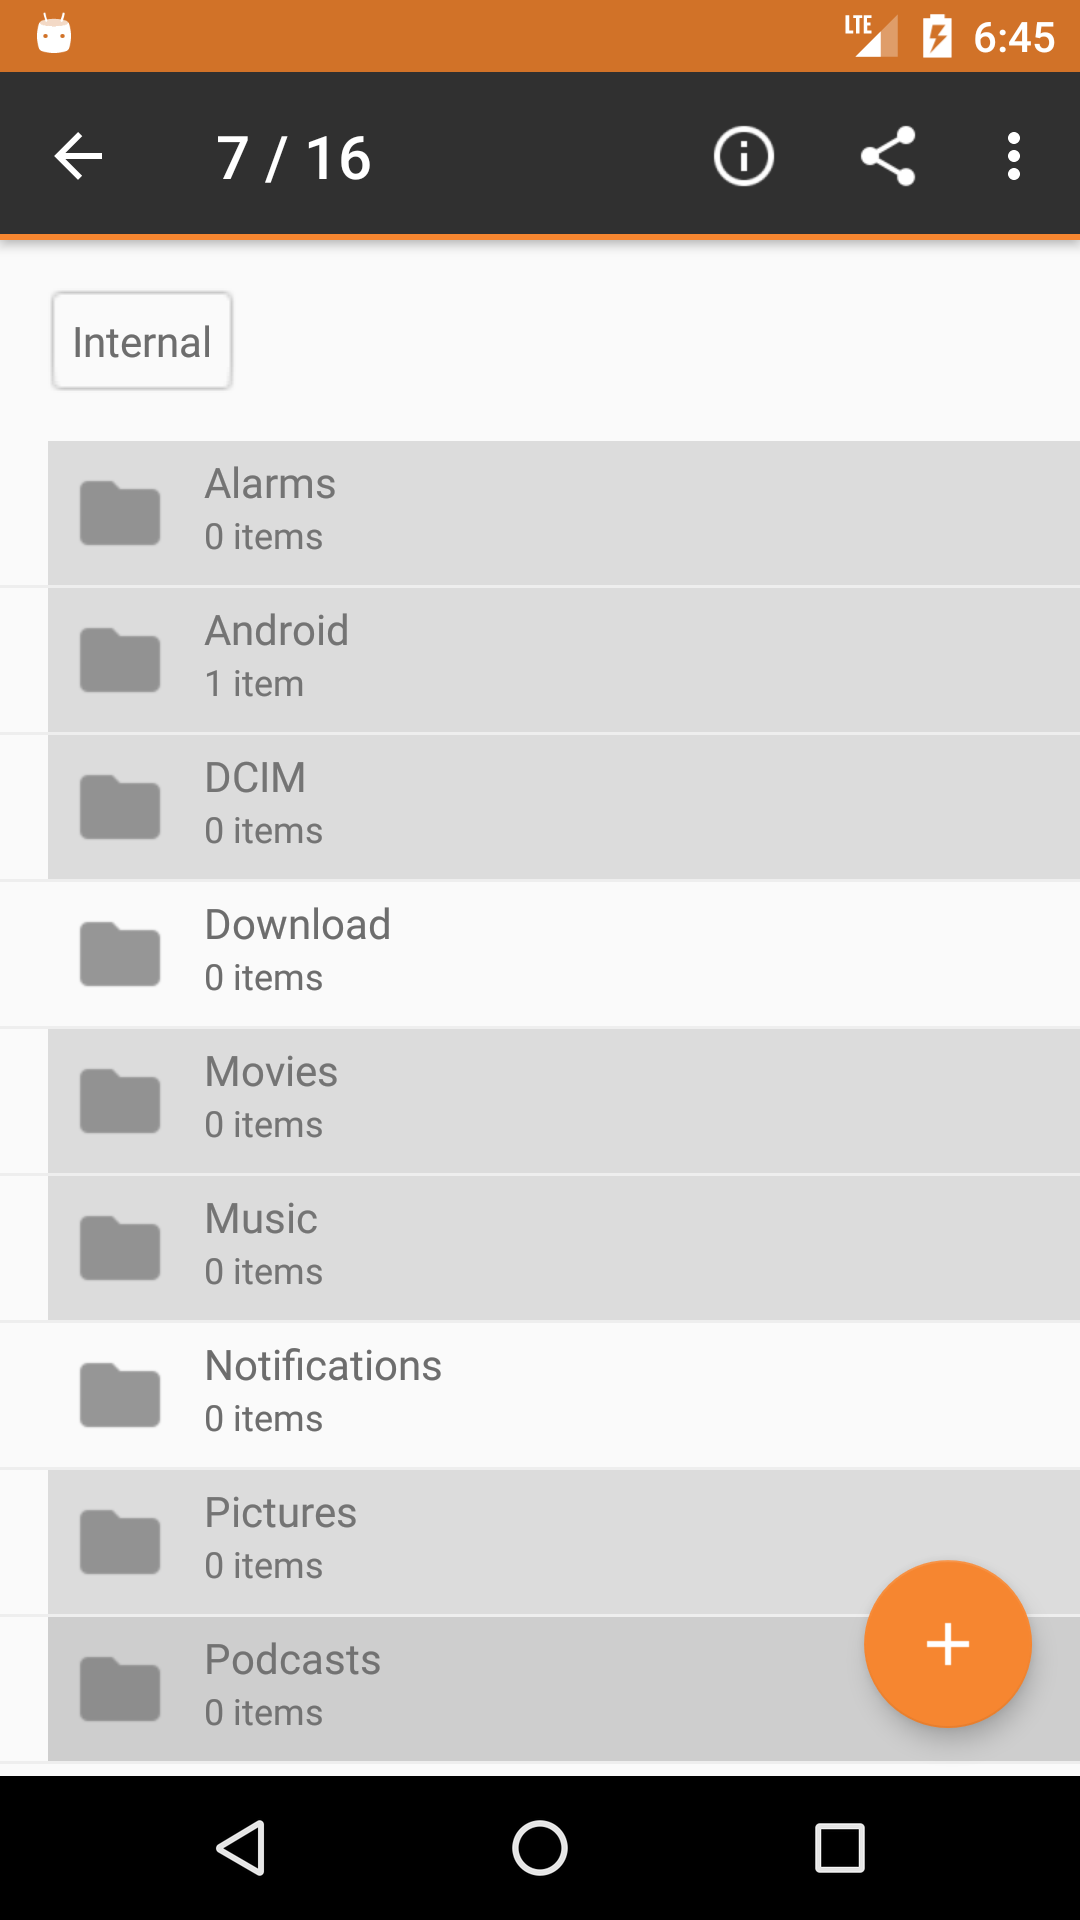 LTE 6:45
7 / 16
Internal
Alarms
0 items
Android
1 item
DCIM
0 items
Download
0 items
Movies
0 items
Music
0 items
Notifications
0 items
Pictures
0 items
Podcasts
0 items